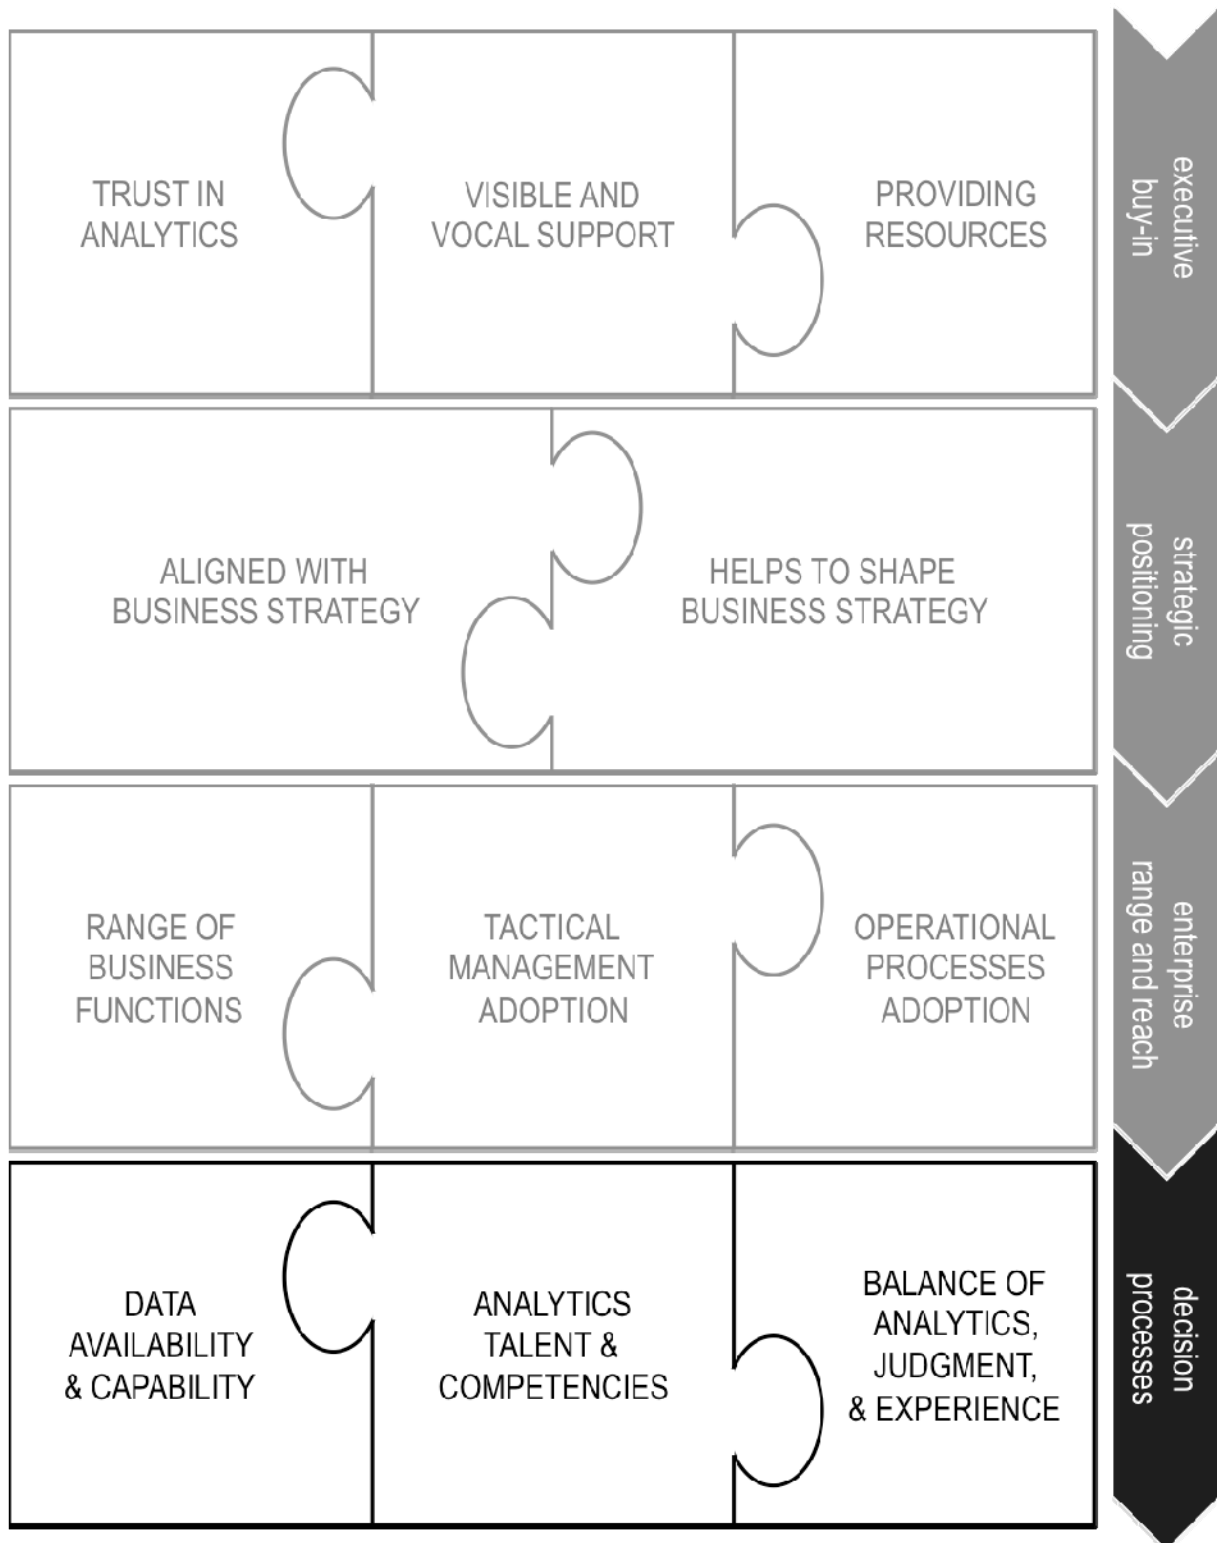 TRUST IN
ANALYTICS
VISIBLE AND
VOCAL SUPPORT
PROVIDING
RESOURCES
executive
buy-in
ALIGNED WITH
BUSINESS STRATEGY
HELPS TO SHAPE
BUSINESS STRATEGY
strategic
positioning
RANGE OF
BUSINESS
FUNCTIONS
TACTICAL
MANAGEMENT
ADOPTION
OPERATIONAL
PROCESSES
ADOPTION
enterprise
range and reach
DATA
AVAILABILITY
& CAPABILITY
ANALYTICS
TALENT &
COMPETENCIES
BALANCE OF
ANALYTICS,
JUDGMENT,
& EXPERIENCE
decision
processes